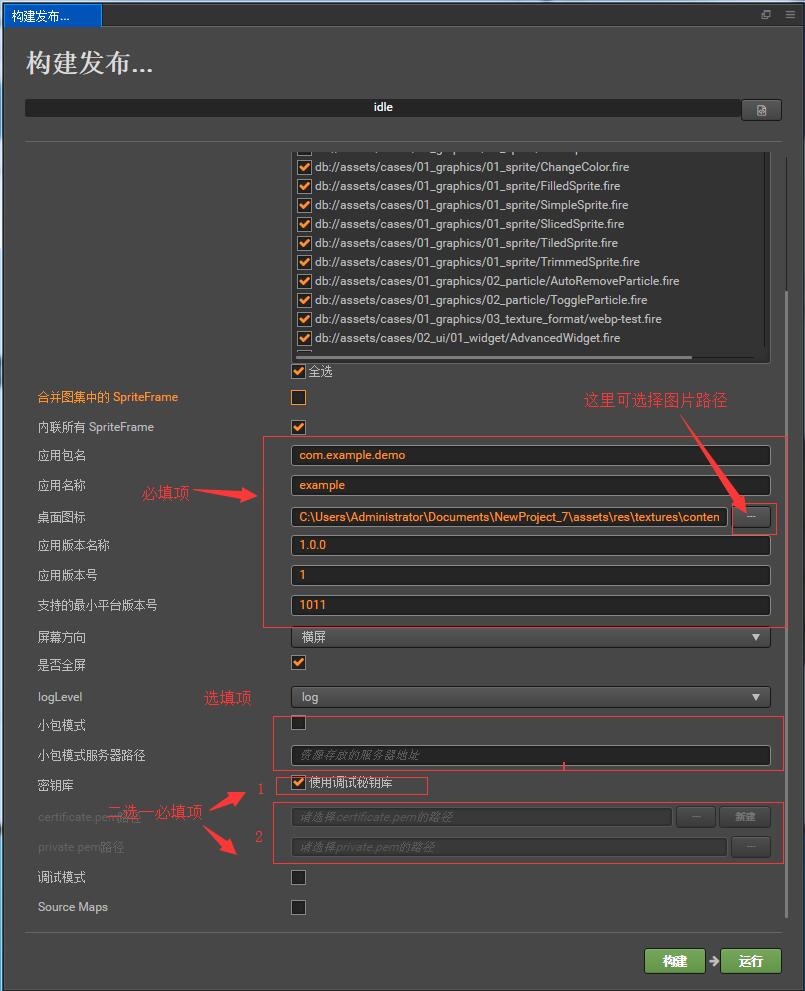 构建发布...
构建发布...
idle
db://assets/cases/01_graphics/01_sprite/ChangeColor.fire
db://assets/cases/01_graphics/01_sprite/FilledSprite.fire
db://assets/cases/01_graphics/01_sprite/SimpleSprite.fire
db://assets/cases/01_graphics/01_sprite/SlicedSprite.fire
db://assets/cases/01_graphics/01_sprite/TiledSprite.fire
db://assets/cases/01_graphics/01_sprite/TrimmedSprite.fire
db://assets/cases/01_graphics/02_particle/AutoRemoveParticle.fire
db://assets/cases/01_graphics/02_particle/ToggleParticle.fire
db://assets/cases/01_graphics/03_texture_format/webp-test.fire
db://assets/cases/02_ui/01_widget/AdvancedWidget.fire
全选
合并图集中的 SpriteFrame
这里可选择图片路径
内联所有 SpriteFrame
应用包名 com.example.demo
应用名称 example
必填项
桌面图标 C:\Users\Administrator\Documents\NewProject_7\assets\res\textures\conten ...
应用版本名称 1.0.0
应用版本号 1
支持的最小平台版本号 1011
屏幕方向 横屏
是否全屏
logLevel log
选填项
小包模式
小包模式服务器路径 资源存放的服务器地址
密钥库 1 使用调试秘钥库
二选一必填项
certificate.pem路径 请选择certificate.pem的路径 ... 新建
2
private.pem路径 请选择private.pem的路径 ...
调试模式
Source Maps
构建 运行